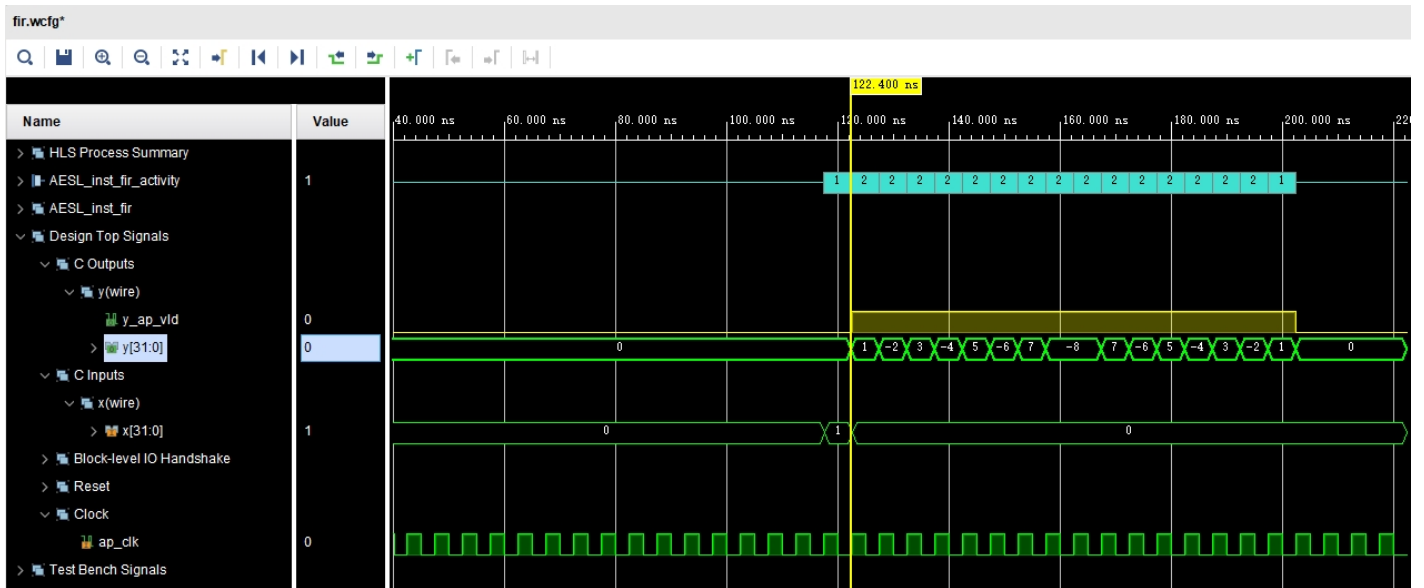 fir.wcfg*
122.400 ns
Name Value 40.000 ns 60.000 ns 80.000 ns 100.000 ns 120.000 ns 140.000 ns 160.000 ns 180.000 ns 200.000 ns 220
HLS Process Summary
AESL_inst_fir_activity 1 1 2 2 2 2 2 2 2 2 2 2 2 2 2 2 2 1
AESL_inst_fir
Design Top Signals
C Outputs
y(wire)
y_ap_vld 0
y[31:0] 0 0 1 -2 3 -4 5 -6 7 -8 7 -6 5 -4 3 -2 1 0
C Inputs
x(wire)
x[31:0] 1 0 1 0
Block-level IO Handshake
Reset
Clock
ap_clk 0
Test Bench Signals